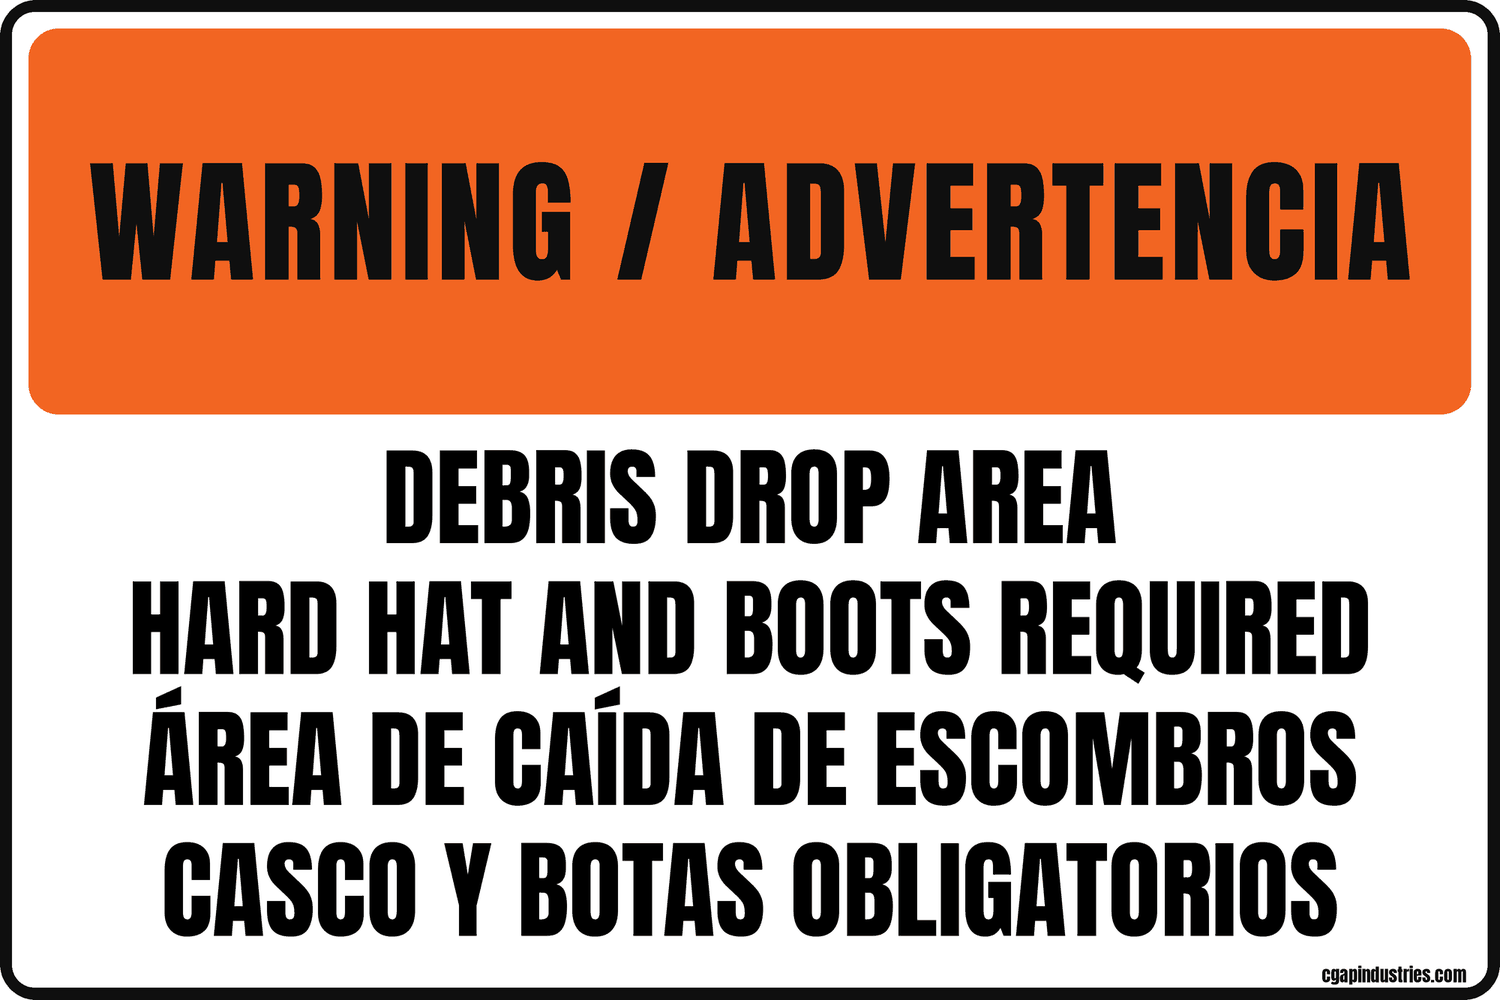 WARNING / ADVERTENCIA
DEBRIS DROP AREA
HARD HAT AND BOOTS REQUIRED
ÁREA DE CAÍDA DE ESCOMBROS
CASCO Y BOTAS OBLIGATORIOS
cgapindustries.com